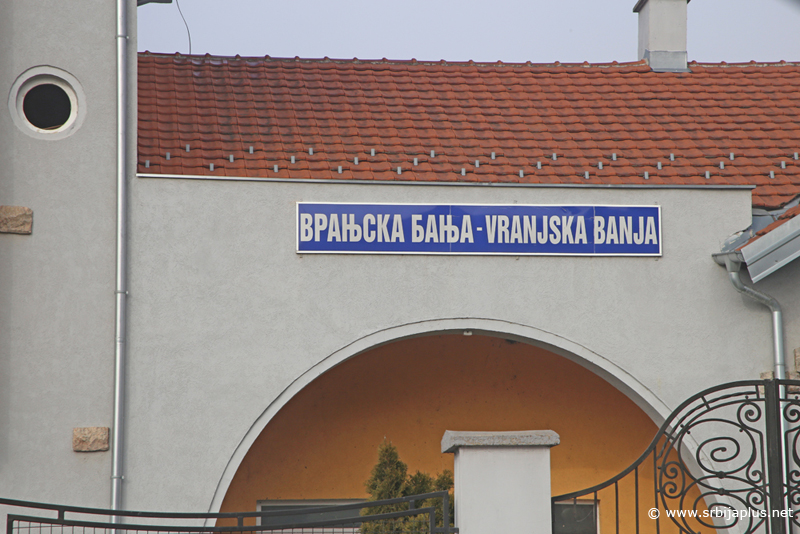 ВРАЊСКА БАЊА - VRANJSKA BANJA
© www.srbijaplus.net